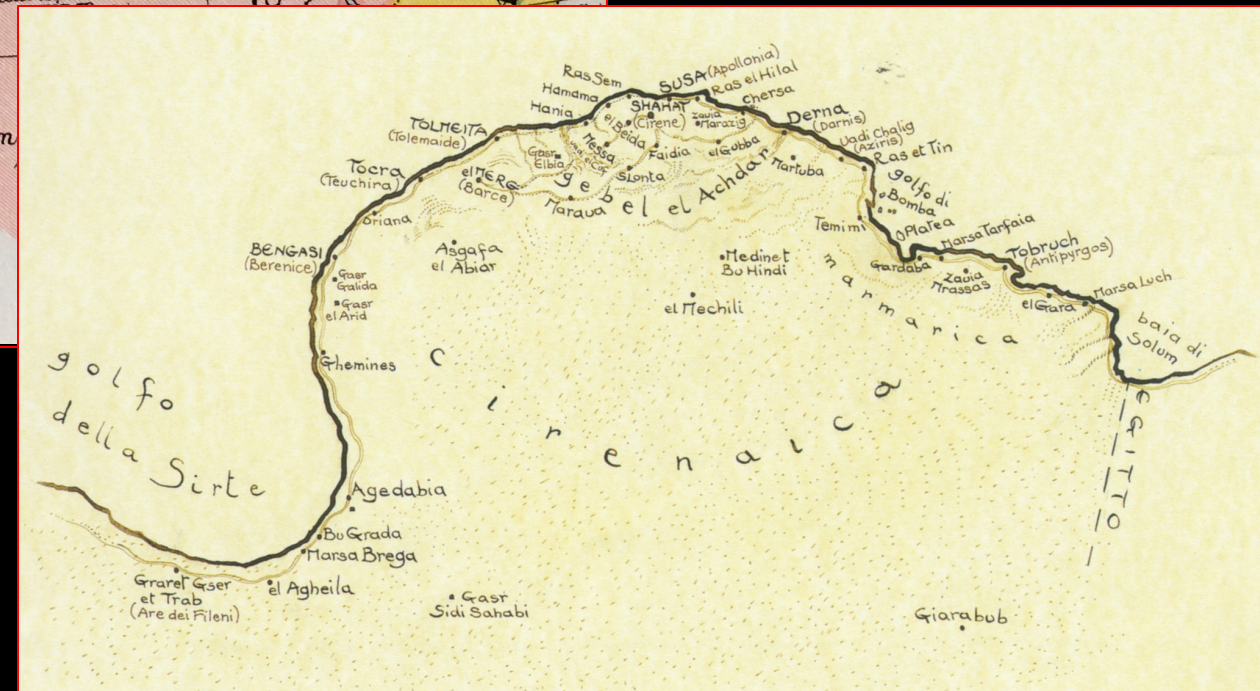 m
Ras Sem
SUSA (Apollonia)
Ras el Hilal
Hamama
Chersa
Hania
SHAHAT
(Cirene)
zauia
Marazig
el Beida
Derna
(Darnis)
TOLMEITA
(Tolemaide)
Uadi Chalig
(Aziris)
Messa
Faidia
el Gubba
Ras et Tin
Gasr
Elbia
Slonta
Martuba
Tocra
(Teuchira)
el MERG
(Barce)
gebel el Achdar
golfo di
Bomba
Maraua
Driana
Temimi
Platea
Marsa Tarfaia
BENGASI
(Berenice)
Asgafa
el Abiar
Medinet
Bu Hindi
Tobruch
(Antipyrgos)
Gardaba
zauia
Mrassas
Gasr
Galida
Marsa Luch
Gasr
el Arid
el Mechili
el Gara
marmarica
baia di
Solum
Ghemines
golfo
della Sirte
Cirenaica
EGITTO
Agedabia
Bu Grada
Marsa Brega
Graret Gser
et Trab
(Are dei Fileni)
el Agheila
Gasr
Sidi Sahabi
Giarabub